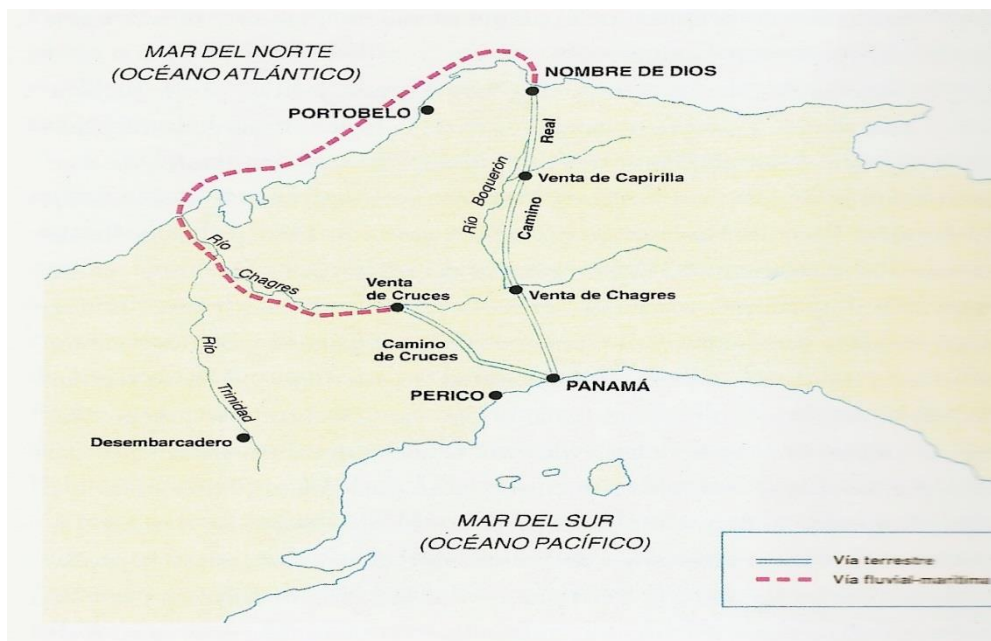 MAR DEL NORTE
(OCÉANO ATLÁNTICO)
NOMBRE DE DIOS
PORTOBELO
Real
Venta de Capirilla
Río Boquerón
Camino
Río
Chagres
Venta
de Cruces
Venta de Chagres
Camino
de Cruces
Río
Trinidad
PERICO
PANAMÁ
Desembarcadero
MAR DEL SUR
(OCÉANO PACÍFICO)
Vía terrestre
Vía fluvial-marítima